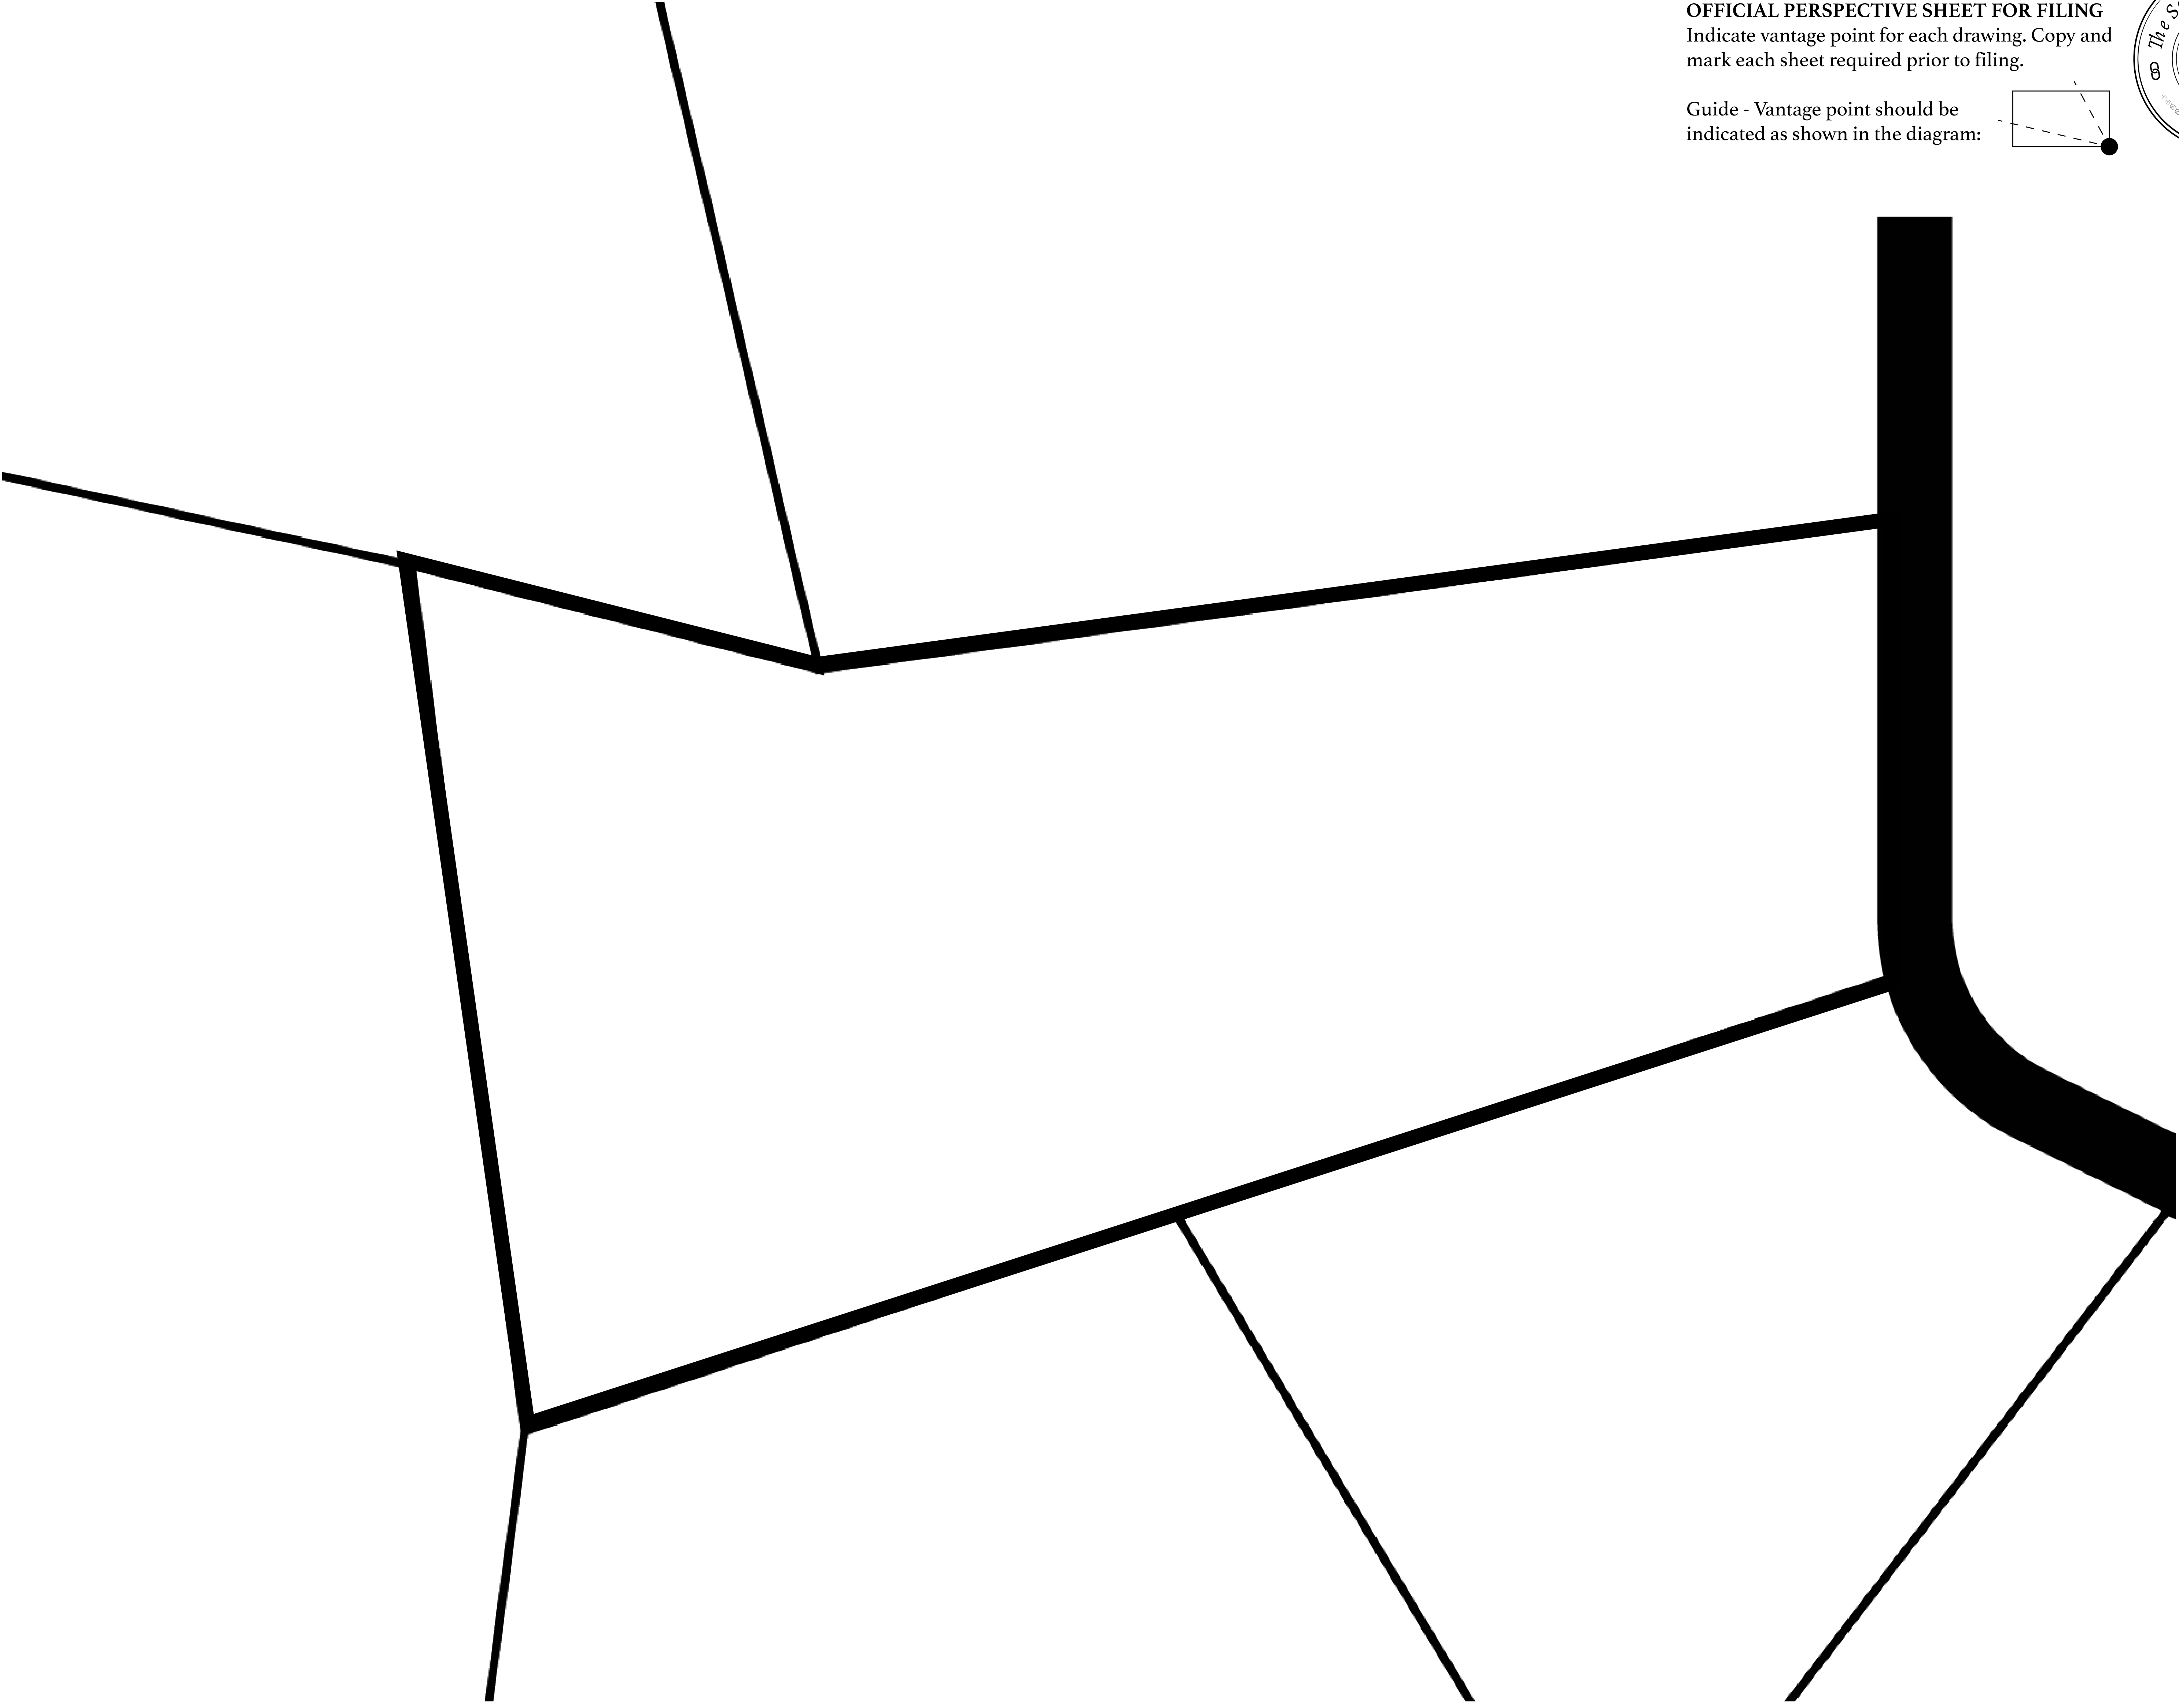 OFFICIAL PERSPECTIVE SHEET FOR FILING
Indicate vantage point for each drawing. Copy and
mark each sheet required prior to filing.
Guide - Vantage point should be
indicated as shown in the diagram:
The